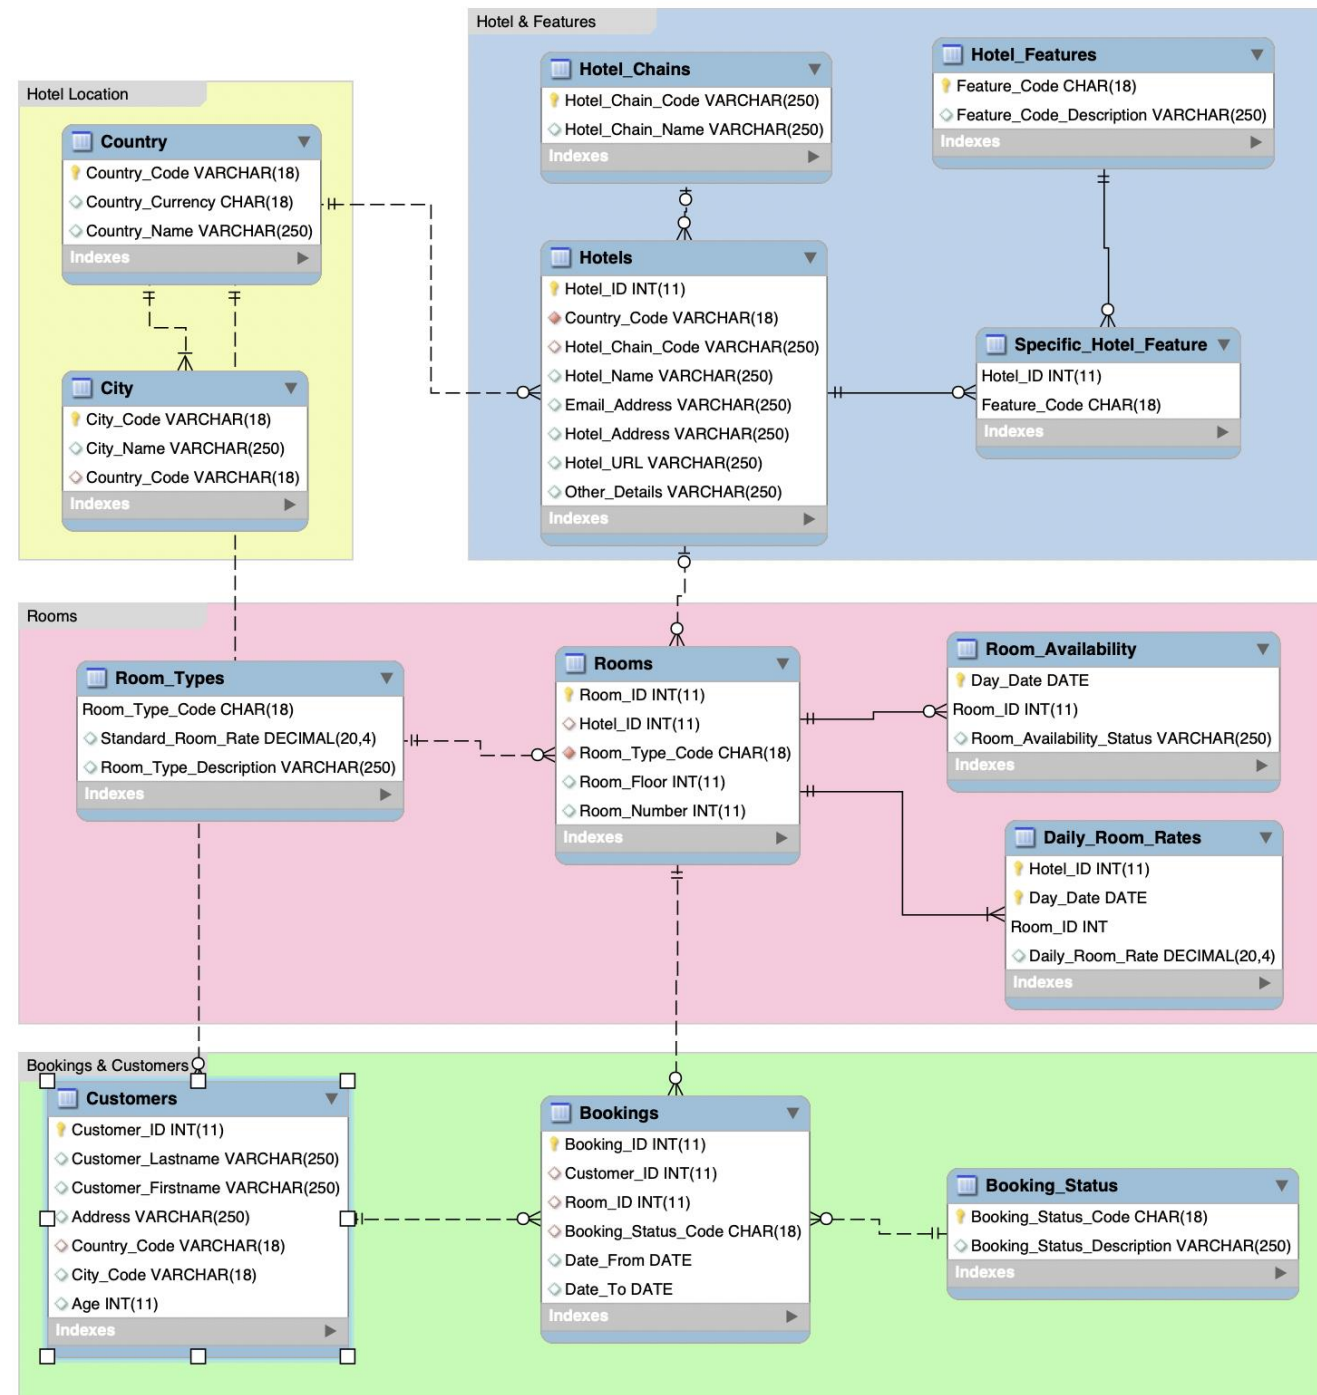 Hotel & Features
Hotel_Chains
Hotel_Chain_Code VARCHAR(250)
Hotel_Chain_Name VARCHAR(250)
Indexes
Hotel_Features
Feature_Code CHAR(18)
Feature_Code_Description VARCHAR(250)
Indexes
Hotel Location
Country
Country_Code VARCHAR(18)
Country_Currency CHAR(18)
Country_Name VARCHAR(250)
Indexes
Hotels
Hotel_ID INT(11)
Country_Code VARCHAR(18)
Hotel_Chain_Code VARCHAR(250)
Hotel_Name VARCHAR(250)
Email_Address VARCHAR(250)
Hotel_Address VARCHAR(250)
Hotel_URL VARCHAR(250)
Other_Details VARCHAR(250)
Indexes
Specific_Hotel_Feature
Hotel_ID INT(11)
Feature_Code CHAR(18)
Indexes
City
City_Code VARCHAR(18)
City_Name VARCHAR(250)
Country_Code VARCHAR(18)
Indexes
Rooms
Room_Types
Room_Type_Code CHAR(18)
Standard_Room_Rate DECIMAL(20,4)
Room_Type_Description VARCHAR(250)
Indexes
Rooms
Room_ID INT(11)
Hotel_ID INT(11)
Room_Type_Code CHAR(18)
Room_Floor INT(11)
Room_Number INT(11)
Indexes
Room_Availability
Day_Date DATE
Room_ID INT(11)
Room_Availability_Status VARCHAR(250)
Indexes
Daily_Room_Rates
Hotel_ID INT(11)
Day_Date DATE
Room_ID INT
Daily_Room_Rate DECIMAL(20,4)
Indexes
Bookings & Customers
Customers
Customer_ID INT(11)
Customer_Lastname VARCHAR(250)
Customer_Firstname VARCHAR(250)
Address VARCHAR(250)
Country_Code VARCHAR(18)
City_Code VARCHAR(18)
Age INT(11)
Indexes
Bookings
Booking_ID INT(11)
Customer_ID INT(11)
Room_ID INT(11)
Booking_Status_Code CHAR(18)
Date_From DATE
Date_To DATE
Indexes
Booking_Status
Booking_Status_Code CHAR(18)
Booking_Status_Description VARCHAR(250)
Indexes